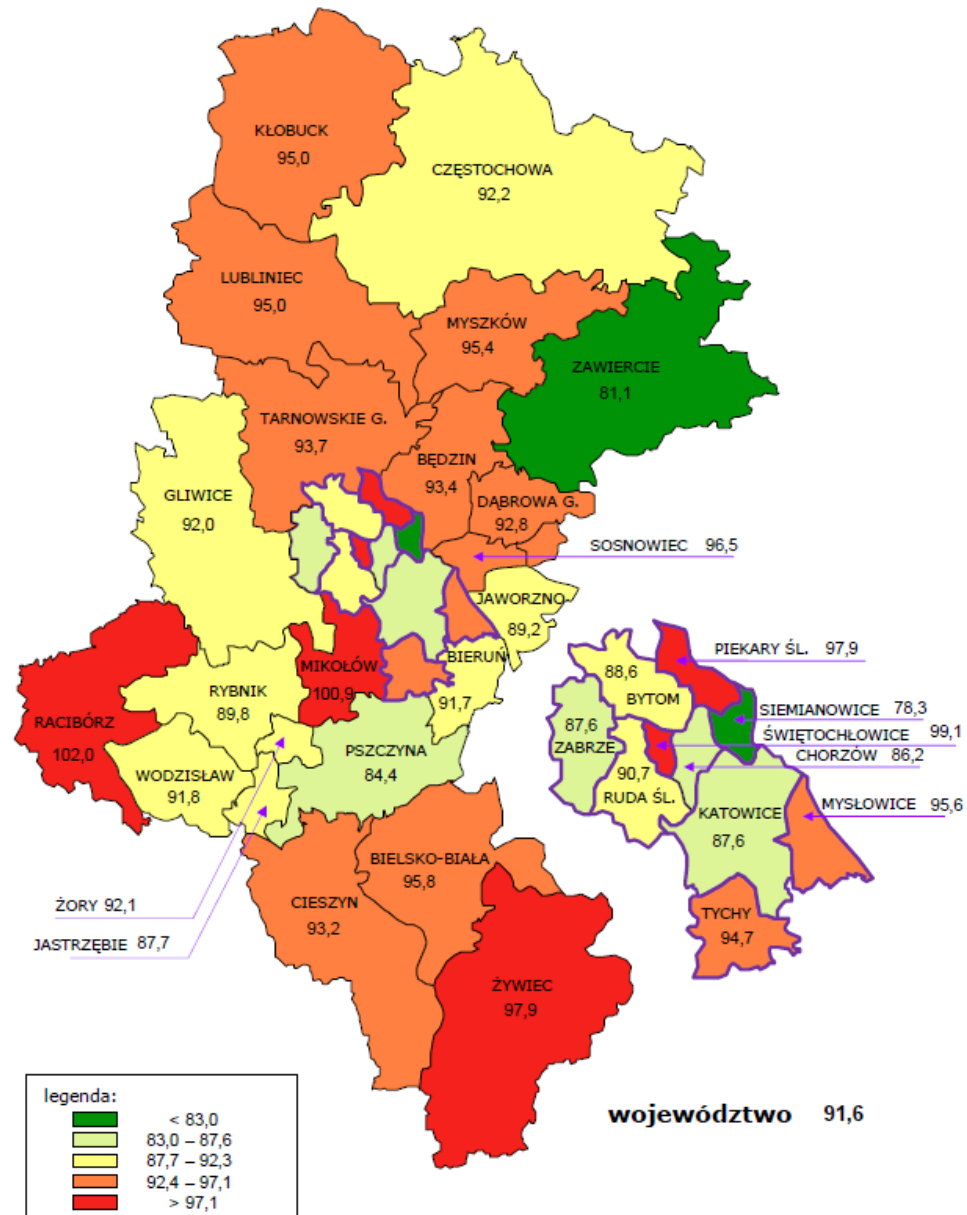 KŁOBUCK
95,0
CZĘSTOCHOWA
92,2
LUBLINIEC
95,0
MYSZKÓW
95,4
ZAWIERCIE
81,1
TARNOWSKIE G.
93,7
BĘDZIN
93,4
GLIWICE
92,0
DĄBROWA G.
92,8
SOSNOWIEC 96,5
JAWORZNO
89,2
MIKOŁÓW
100,9
BIERUŃ
91,7
RYBNIK
89,8
RACIBÓRZ
102,0
PSZCZYNA
84,4
WODZISŁAW
91,8
PIEKARY ŚL. 97,9
88,6
BYTOM
SIEMIANOWICE 78,3
87,6
ZABRZE
ŚWIĘTOCHŁOWICE 99,1
CHORZÓW 86,2
90,7
RUDA ŚL.
KATOWICE
87,6
MYSŁOWICE 95,6
TYCHY
94,7
BIELSKO-BIAŁA
95,8
CIESZYN
93,2
ŻORY 92,1
JASTRZĘBIE 87,7
ŻYWIEC
97,9
legenda:
< 83,0
83,0 – 87,6
87,7 – 92,3
92,4 – 97,1
> 97,1
województwo 91,6